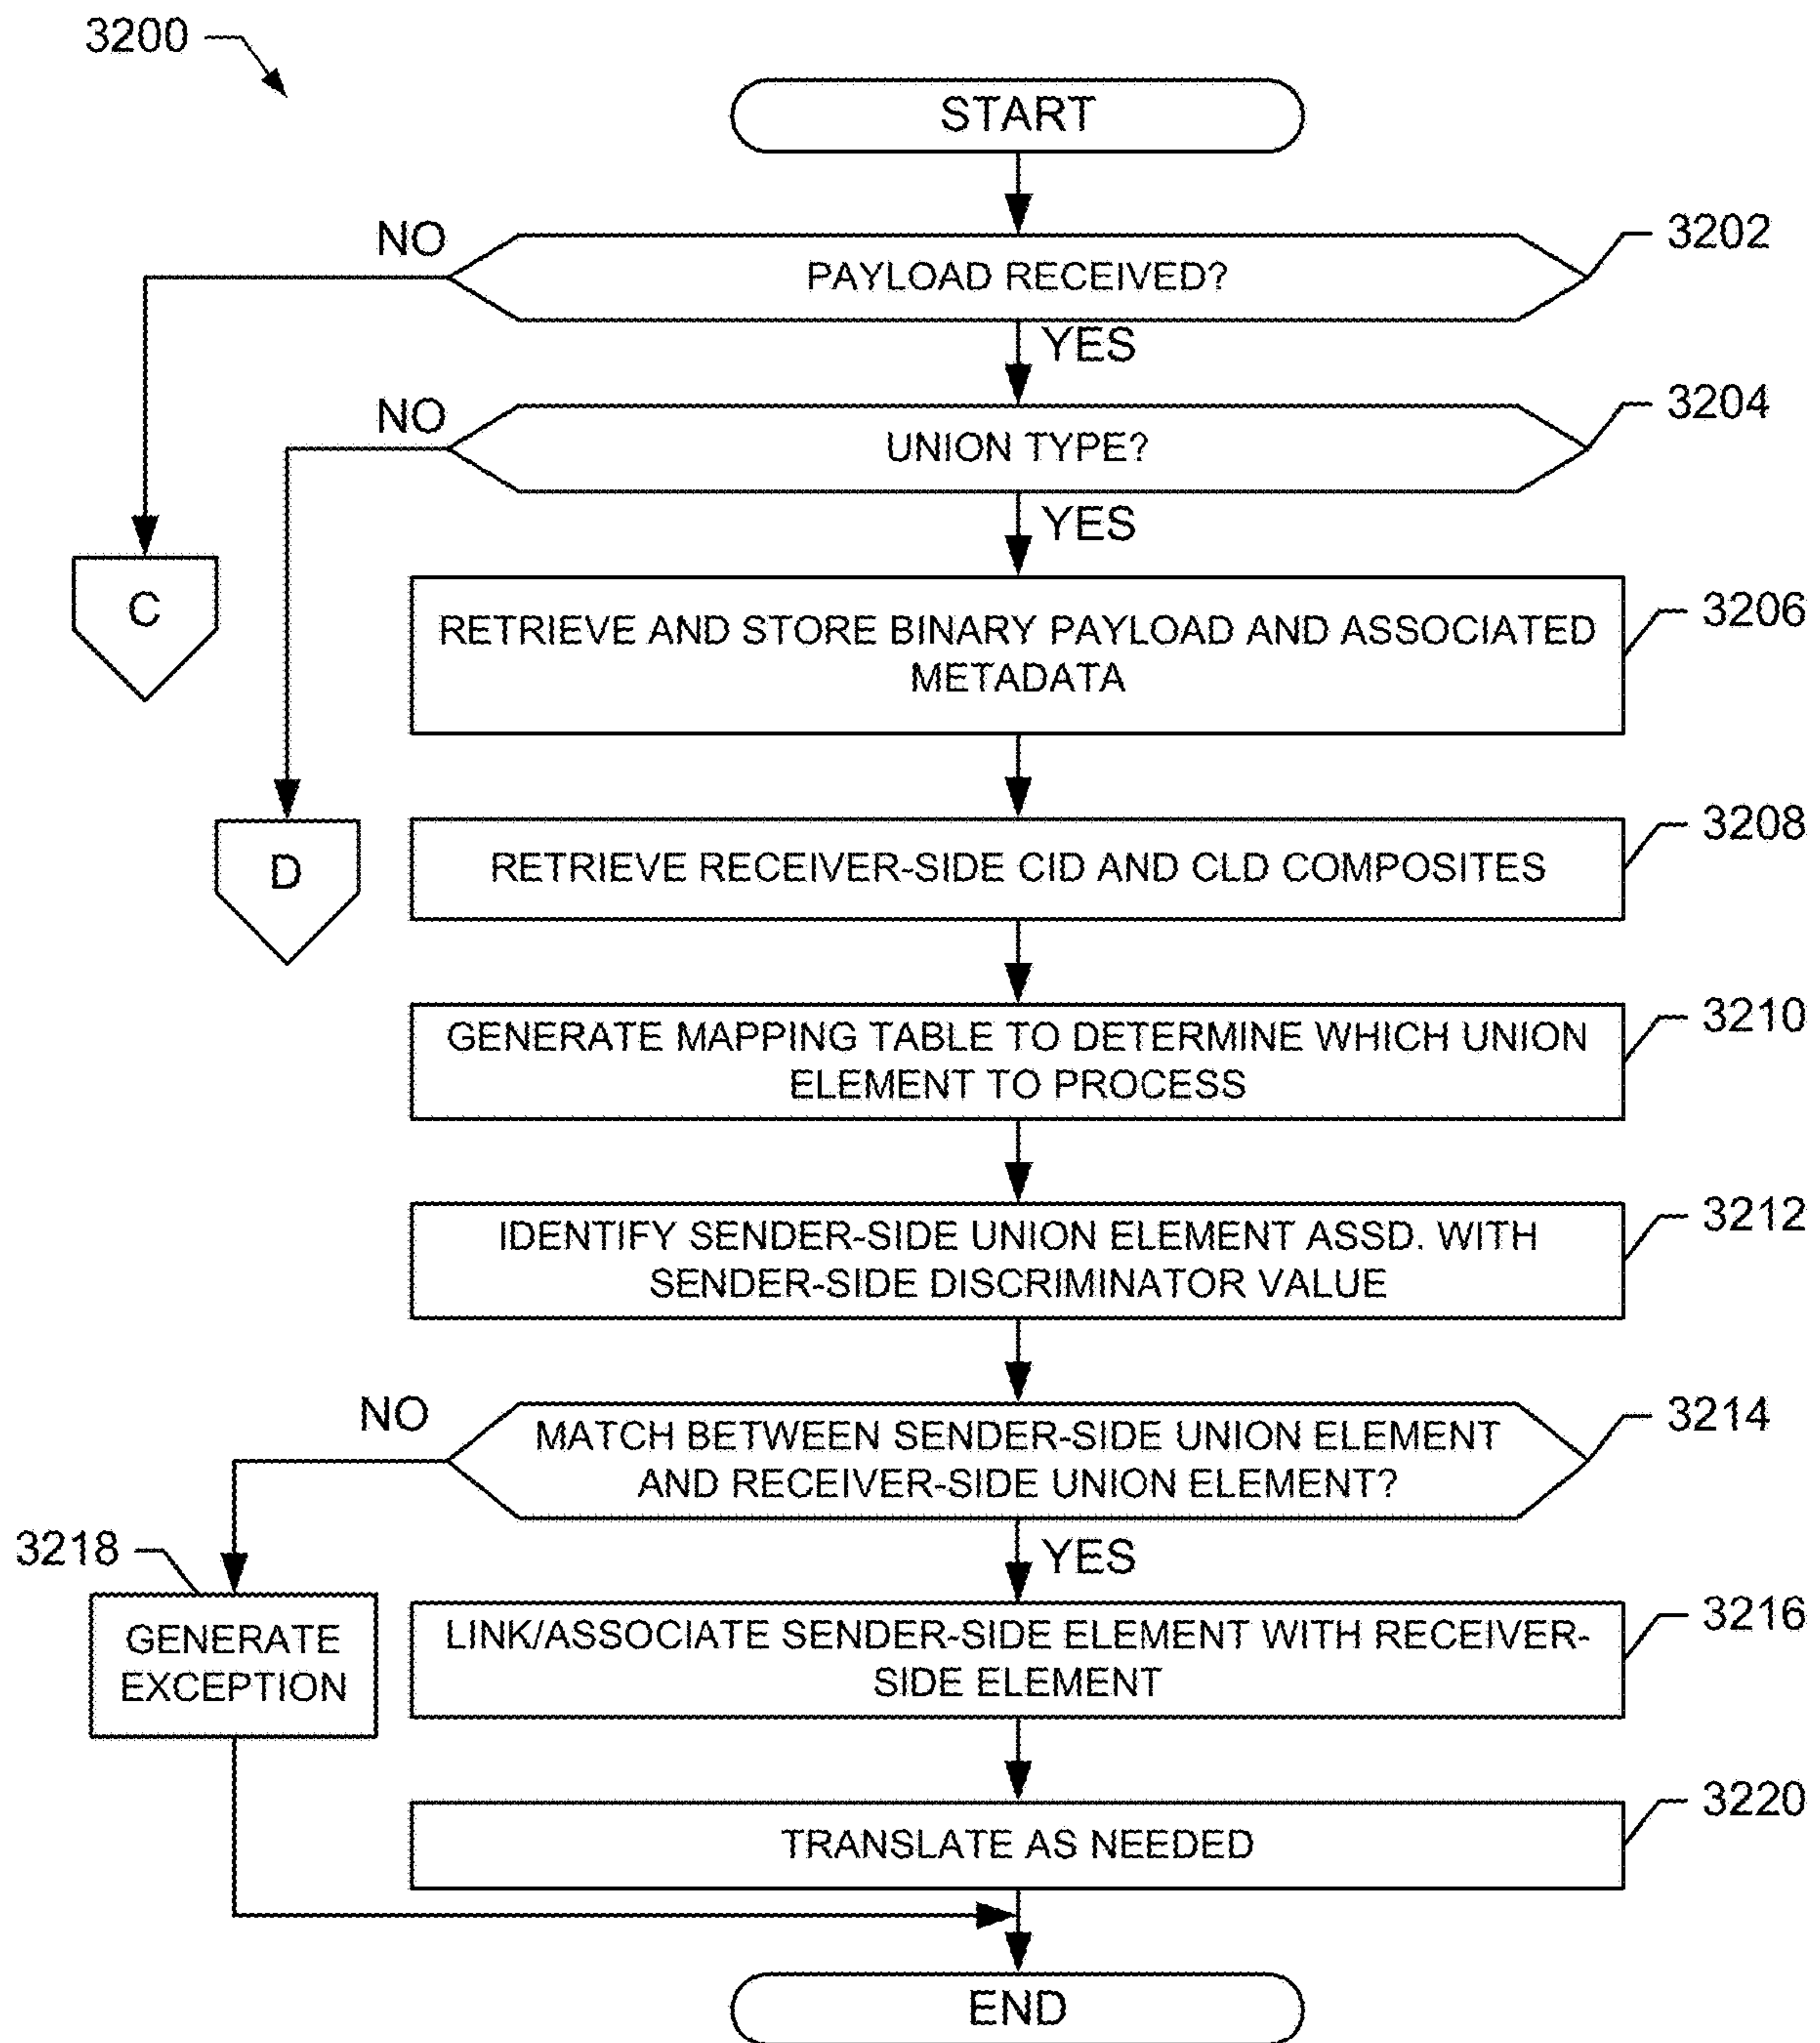 3200
START
NO
3202
PAYLOAD RECEIVED?
YES
NO
3204
UNION TYPE?
YES
C
3206
RETRIEVE AND STORE BINARY PAYLOAD AND ASSOCIATED
METADATA
3208
D
RETRIEVE RECEIVER-SIDE CID AND CLD COMPOSITES
3210
GENERATE MAPPING TABLE TO DETERMINE WHICH UNION
ELEMENT TO PROCESS
3212
IDENTIFY SENDER-SIDE UNION ELEMENT ASSD. WITH
SENDER-SIDE DISCRIMINATOR VALUE
NO
3214
MATCH BETWEEN SENDER-SIDE UNION ELEMENT
AND RECEIVER-SIDE UNION ELEMENT?
3218
YES
GENERATE
EXCEPTION
3216
LINK/ASSOCIATE SENDER-SIDE ELEMENT WITH RECEIVER-
SIDE ELEMENT
3220
TRANSLATE AS NEEDED
END